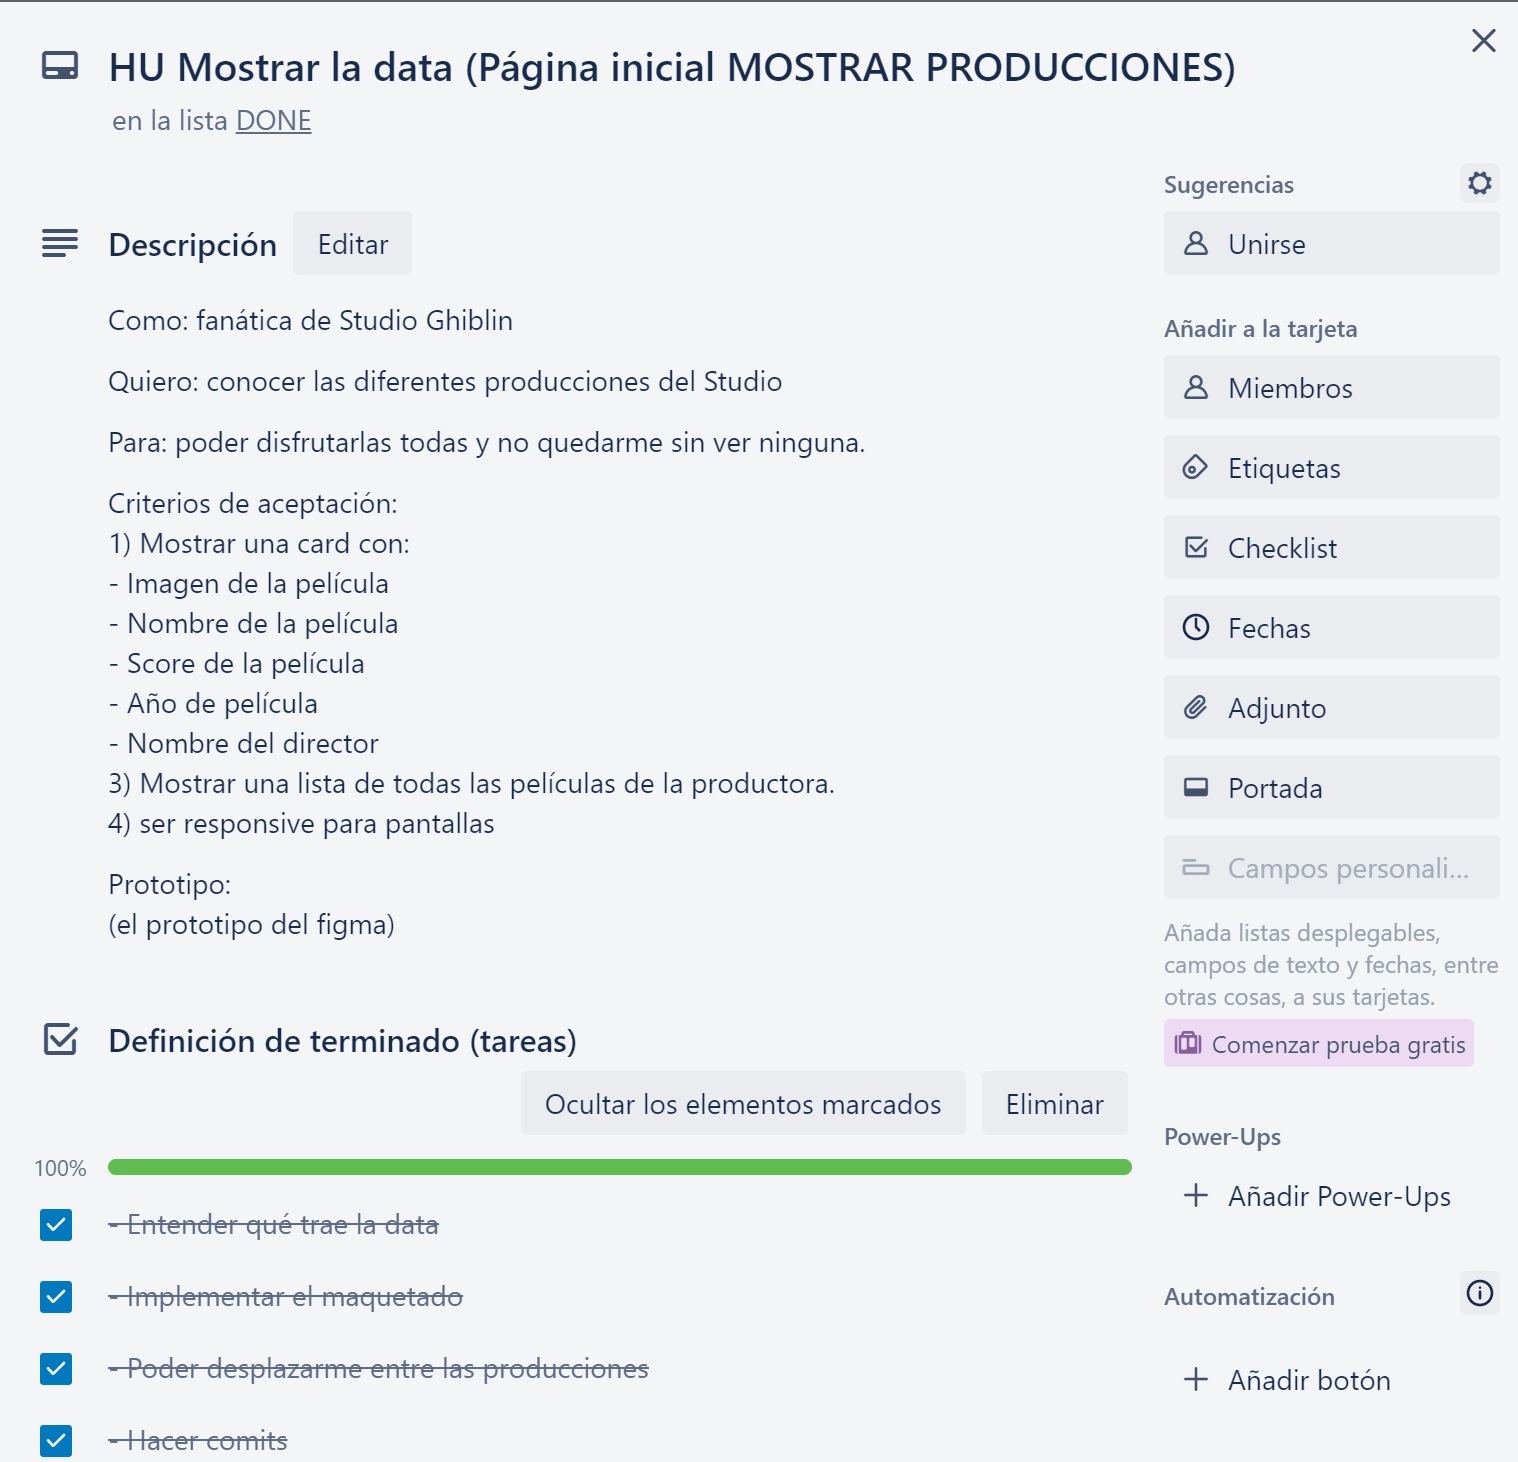 HU Mostrar la data (Página inicial MOSTRAR PRODUCCIONES)
en la lista DONE
Descripción
Editar
Como: fanática de Studio Ghiblin
Quiero: conocer las diferentes producciones del Studio
Para: poder disfrutarlas todas y no quedarme sin ver ninguna.
Criterios de aceptación:
1) Mostrar una card con:
- Imagen de la película
- Nombre de la película
- Score de la película
- Año de película
- Nombre del director
3) Mostrar una lista de todas las películas de la productora.
4) ser responsive para pantallas
Prototipo:
(el prototipo del figma)
Definición de terminado (tareas)
Ocultar los elementos marcados
Eliminar
100%
- Entender qué trae la data
- Implementar el maquetado
- Poder desplazarme entre las producciones
- Hacer comits
Sugerencias
Unirse
Añadir a la tarjeta
Miembros
Etiquetas
Checklist
Fechas
Adjunto
Portada
Campos personali...
Añada listas desplegables,
campos de texto y fechas, entre
otras cosas, a sus tarjetas.
Comenzar prueba gratis
Power-Ups
Añadir Power-Ups
Automatización
Añadir botón